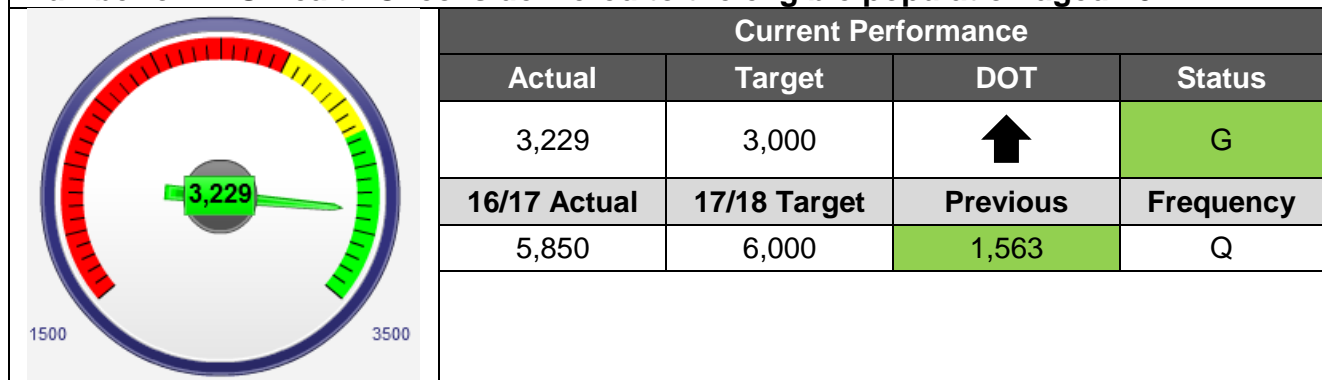 Current Performance
Actual Target DOT Status
3,229 3,000 G
16/17 Actual 17/18 Target Previous Frequency
5,850 6,000 1,563 Q
3,229
1500 3500